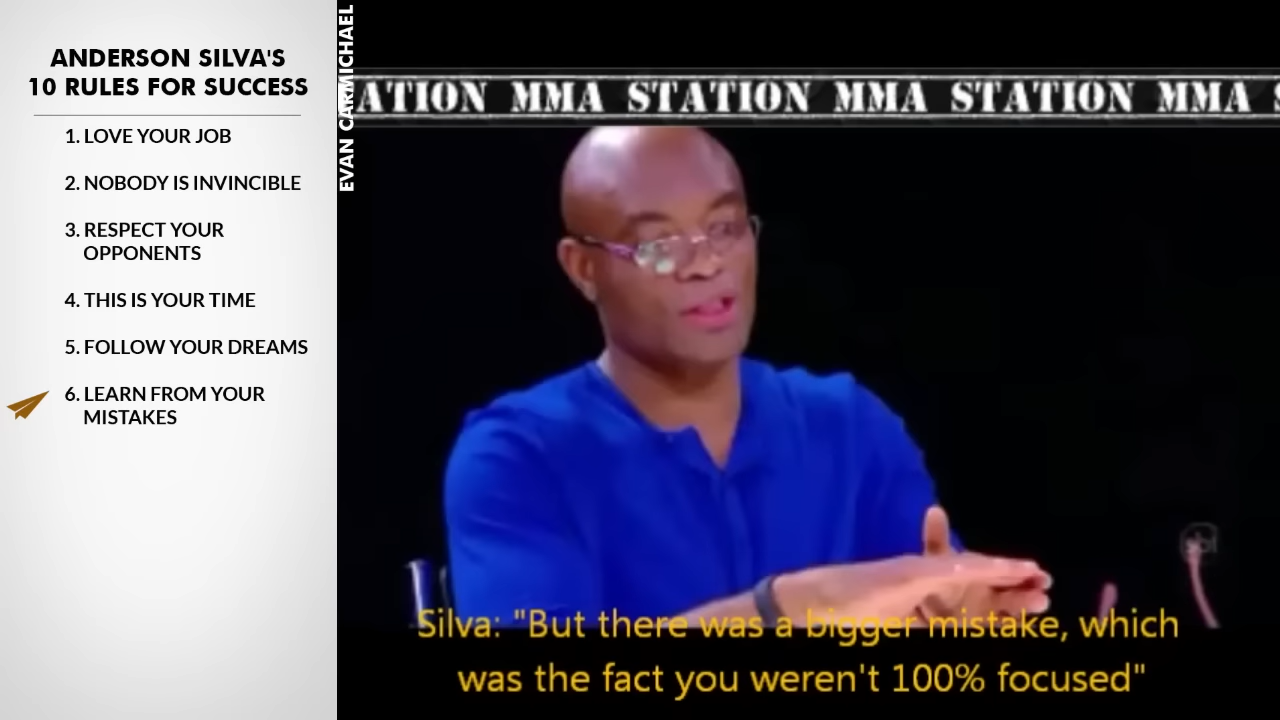 ANDERSON SILVA'S
10 RULES FOR SUCCESS
1. LOVE YOUR JOB
2. NOBODY IS INVINCIBLE
3. RESPECT YOUR
OPPONENTS
4. THIS IS YOUR TIME
5. FOLLOW YOUR DREAMS
6. LEARN FROM YOUR
MISTAKES
EVAN CARMICHAEL
ATION MMA STATION MMA STATION MMA S
sbt
Silva: "But there was a bigger mistake, which
was the fact you weren't 100% focused"